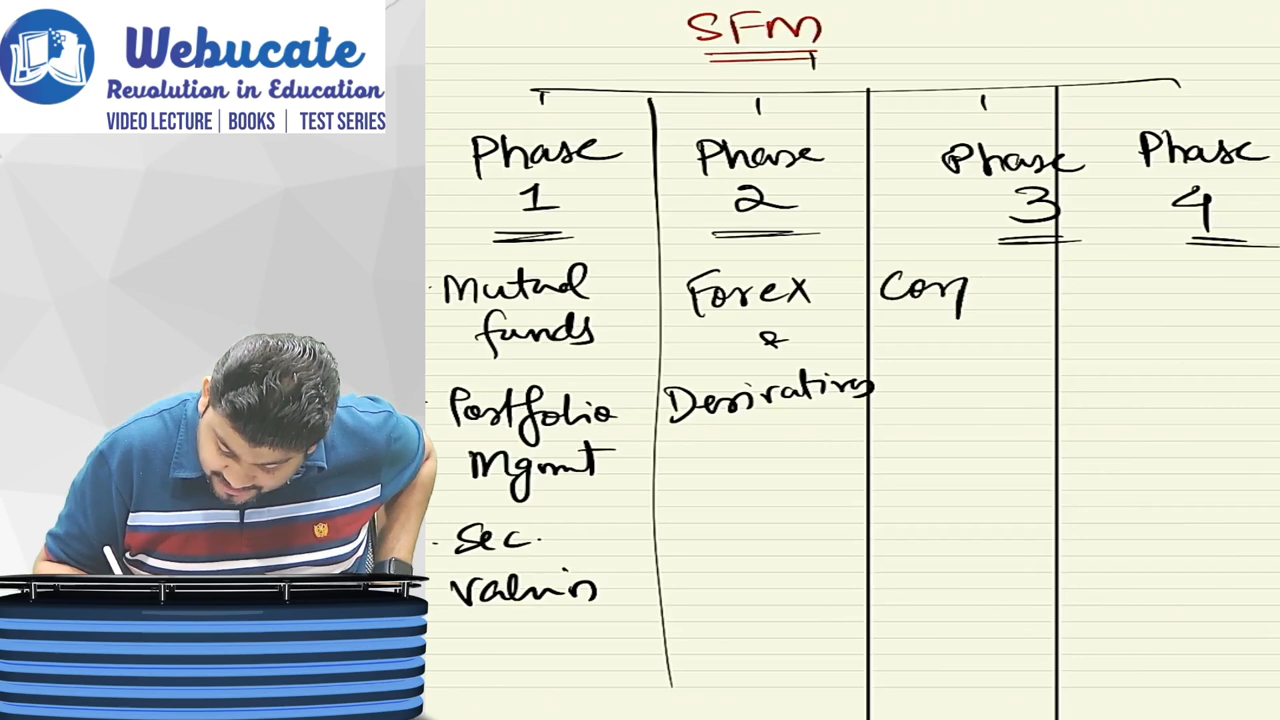 Webucate
Revolution in Education
VIDEO LECTURE | BOOKS | TEST SERIES
SFM
Phase
1
Mutual
funds
Portfolio
Mgmt
Sec.
Phase
2
Forex
&
Derivatives
Phase
3
Phase
4